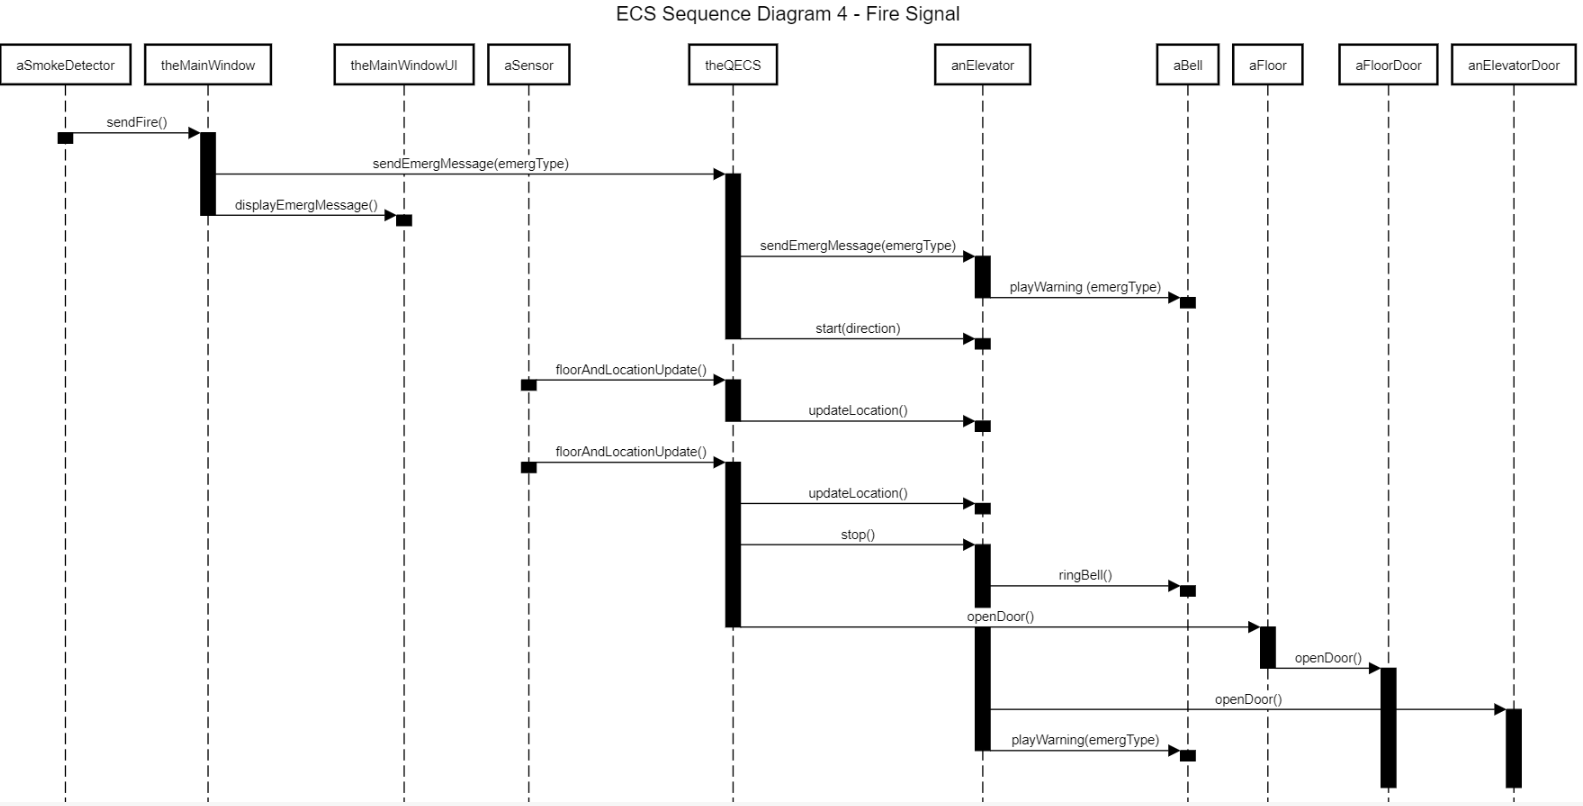 ECS Sequence Diagram 4 - Fire Signal
aSmokeDetector
theMainWindow
theMainWindowUI
aSensor
theQECS
anElevator
aBell
aFloor
aFloorDoor
anElevatorDoor
sendFire()
sendEmergMessage(emergType)
displayEmergMessage()
sendEmergMessage(emergType)
playWarning (emergType)
start(direction)
floorAndLocationUpdate()
updateLocation()
floorAndLocationUpdate()
updateLocation()
stop()
ringBell()
openDoor()
openDoor()
openDoor()
playWarning(emergType)